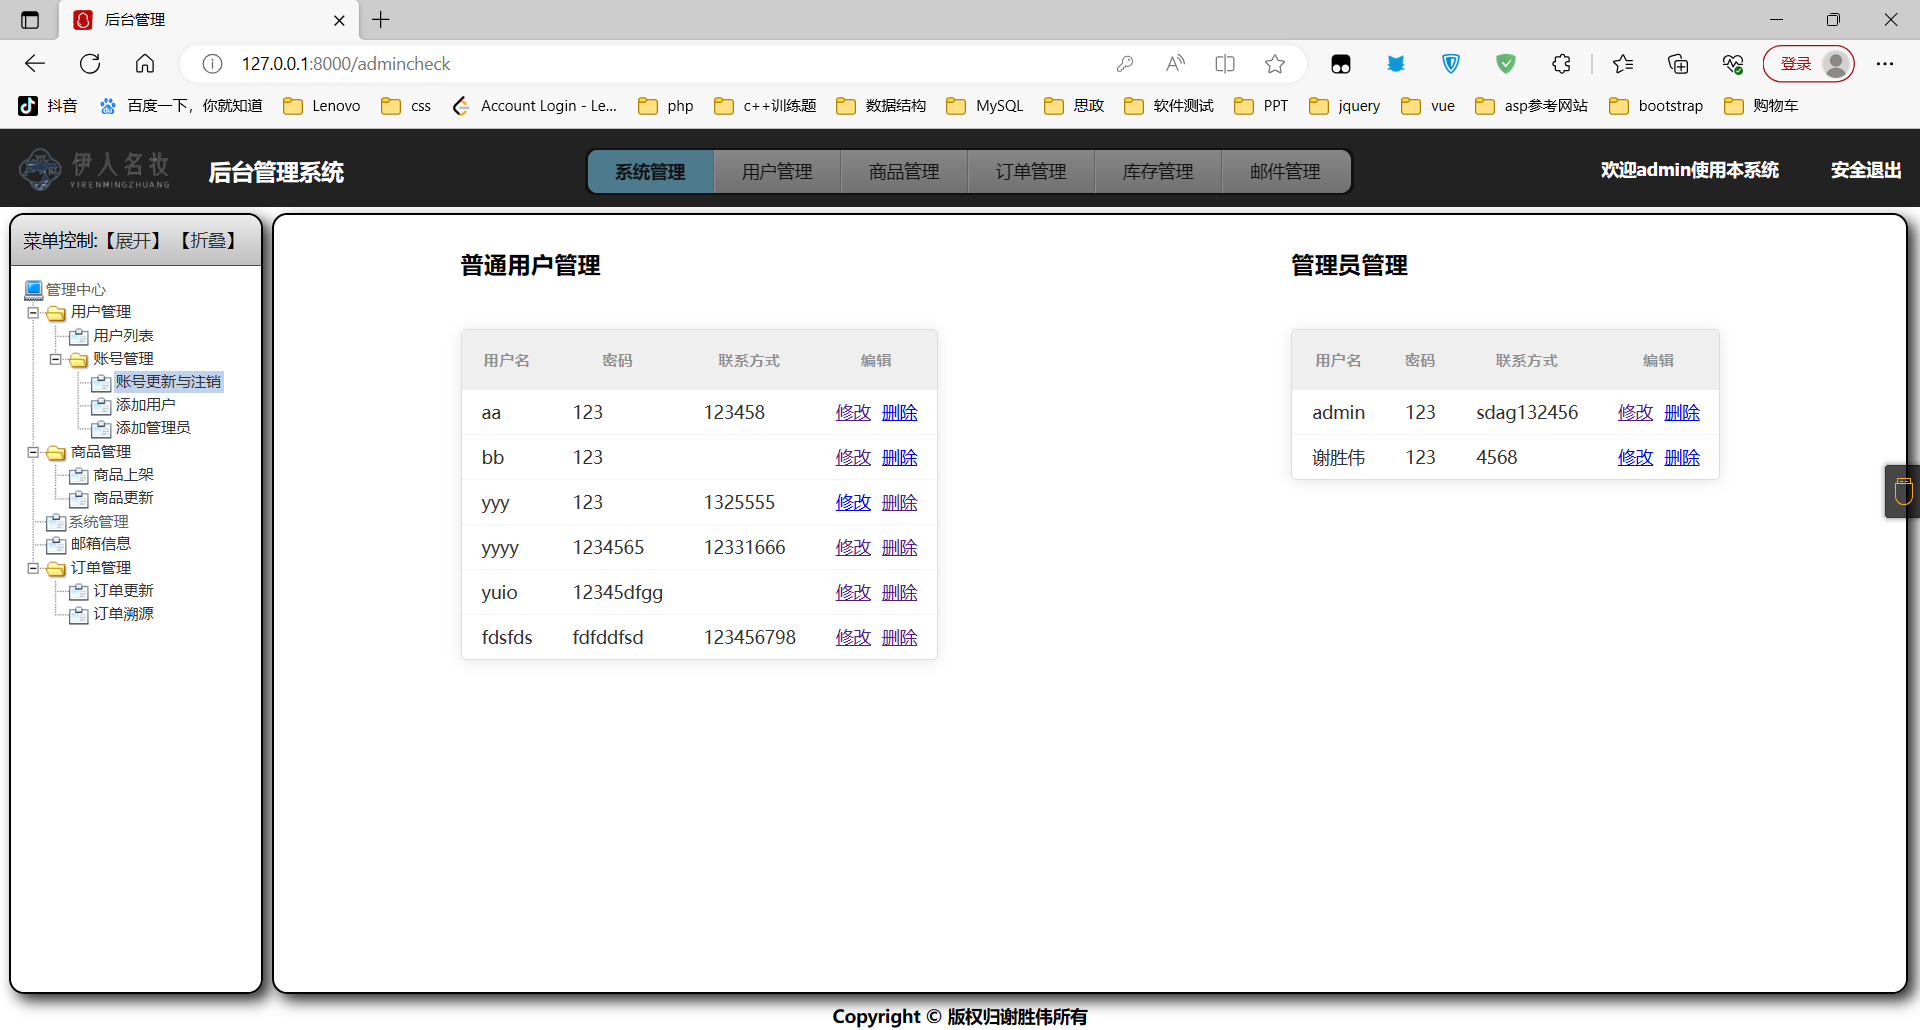 后台管理
127.0.0.1:8000/admincheck
登录
抖音 百度一下，你就知道 Lenovo css Account Login - Le... php c++训练题 数据结构 MySQL 思政 软件测试 PPT jquery vue asp参考网站 bootstrap 购物车
伊人名妆
YIRENMINGZHUANG
后台管理系统
系统管理 用户管理 商品管理 订单管理 库存管理 邮件管理
欢迎admin使用本系统 安全退出
菜单控制:【展开】 【折叠】
管理中心
用户管理
用户列表
账号管理
账号更新与注销
添加用户
添加管理员
商品管理
商品上架
商品更新
系统管理
邮箱信息
订单管理
订单更新
订单溯源
普通用户管理
用户名 密码 联系方式 编辑
aa 123 123458 修改 删除
bb 123 修改 删除
yyy 123 1325555 修改 删除
yyyy 1234565 12331666 修改 删除
yuio 12345dfgg 修改 删除
fdsfds fdfddfsd 123456798 修改 删除
管理员管理
用户名 密码 联系方式 编辑
admin 123 sdag132456 修改 删除
谢胜伟 123 4568 修改 删除
Copyright © 版权归谢胜伟所有